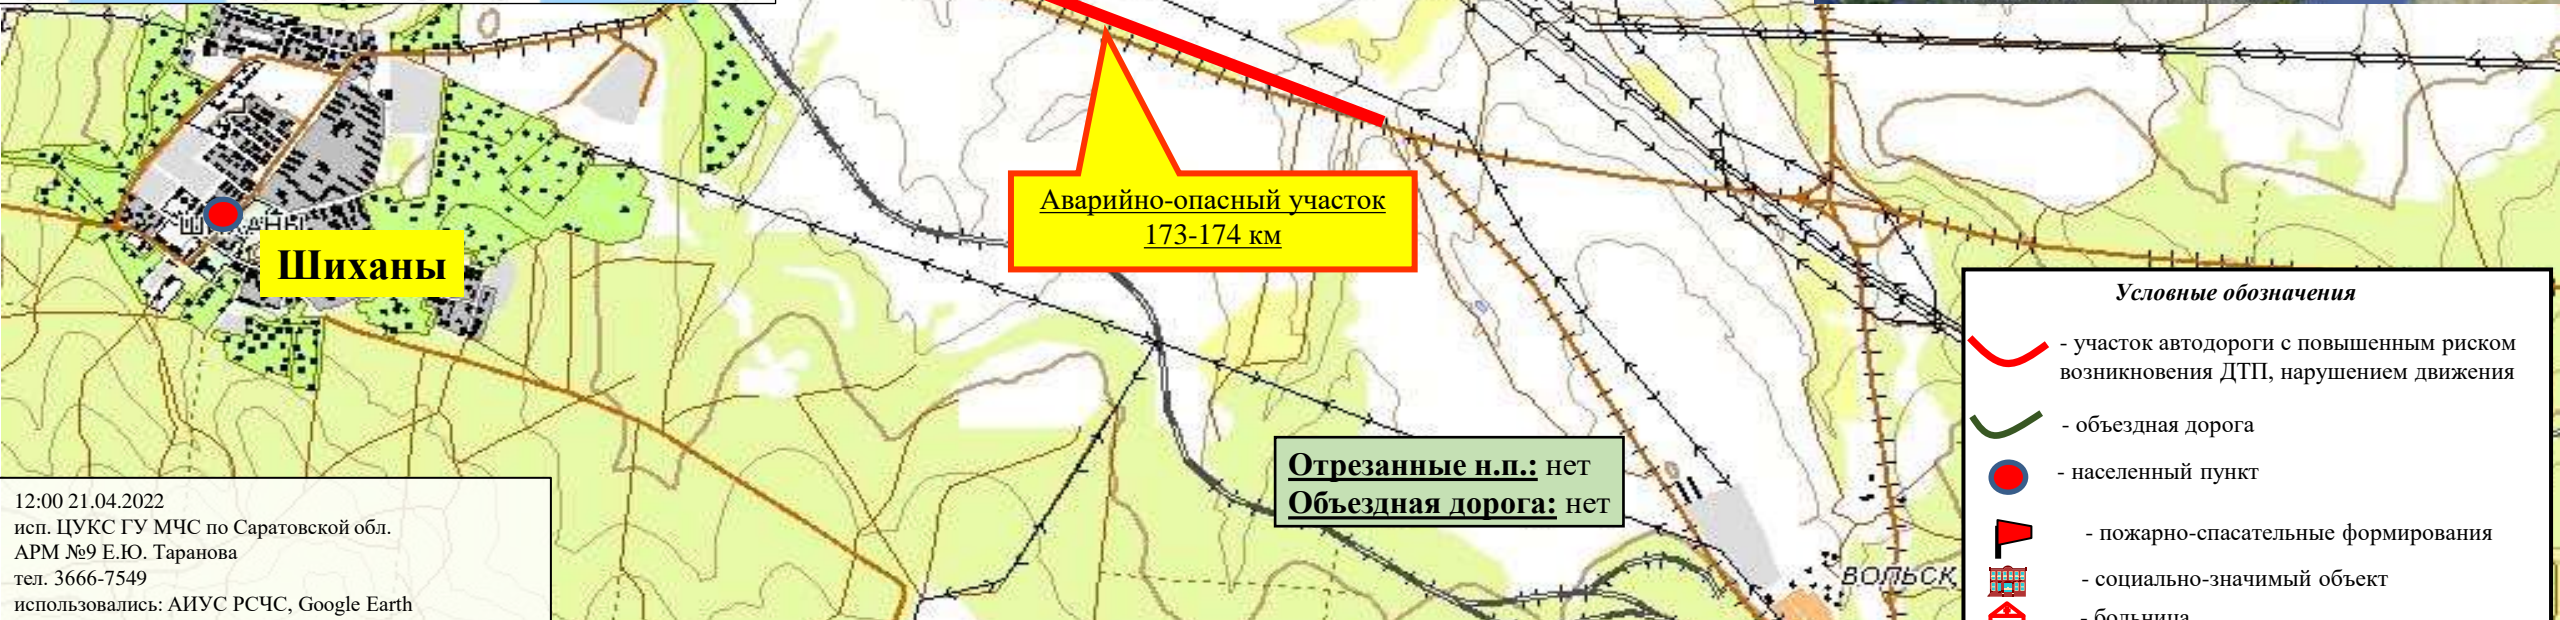 Аварийно-опасный участок
173-174 км
Шиханы
Условные обозначения
- участок автодороги с повышенным риском
возникновения ДТП, нарушением движения
- объездная дорога
- населенный пункт
- пожарно-спасательные формирования
- социально-значимый объект
- больница
Отрезанные н.п.: нет
Объездная дорога: нет
12:00 21.04.2022
исп. ЦУКС ГУ МЧС по Саратовской обл.
АРМ №9 Е.Ю. Таранова
тел. 3666-7549
использовались: АИУС РСЧС, Google Earth
ВОЛЬСК